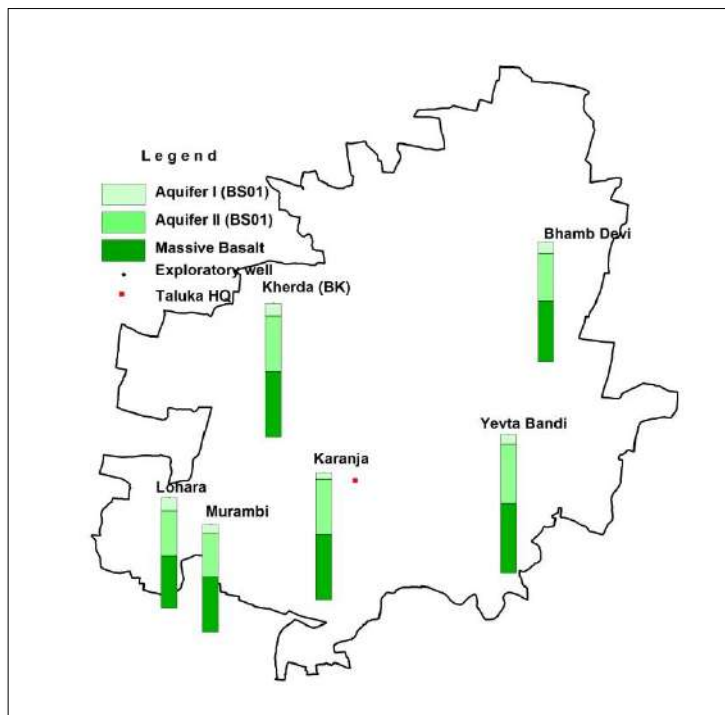 L e g e n d
Aquifer I (BS01)
Aquifer II (BS01)
Massive Basalt
Exploratory well
Taluka HQ
Bhamb Devi
Kherda (BK)
Yevta Bandi
Karanja
Lohara
Murambi